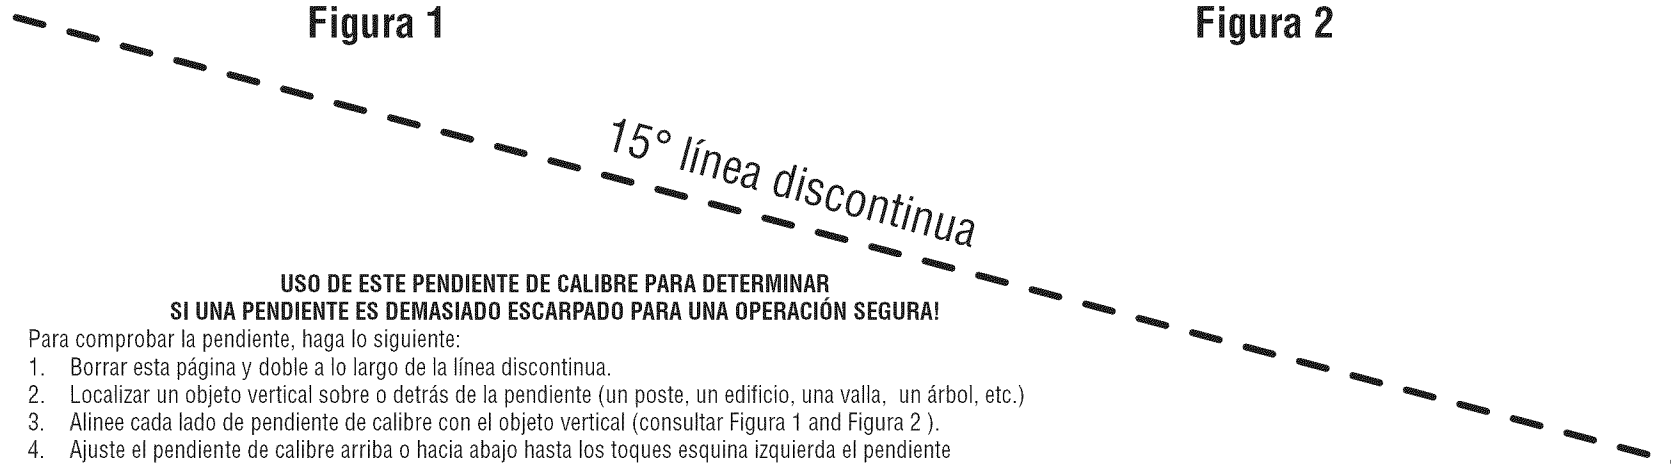 Figura 1
Figura 2
15° línea discontinua
USO DE ESTE PENDIENTE DE CALIBRE PARA DETERMINAR
SI UNA PENDIENTE ES DEMASIADO ESCARPADO PARA UNA OPERACIÓN SEGURA!
Para comprobar la pendiente, haga lo siguiente:
1. Borrar esta página y doble a lo largo de la línea discontinua.
2. Localizar un objeto vertical sobre o detrás de la pendiente (un poste, un edificio, una valla, un árbol, etc.)
3. Alinee cada lado de pendiente de calibre con el objeto vertical (consultar Figura 1 and Figura 2 ).
4. Ajuste el pendiente de calibre arriba o hacia abajo hasta los toques esquina izquierda el pendiente